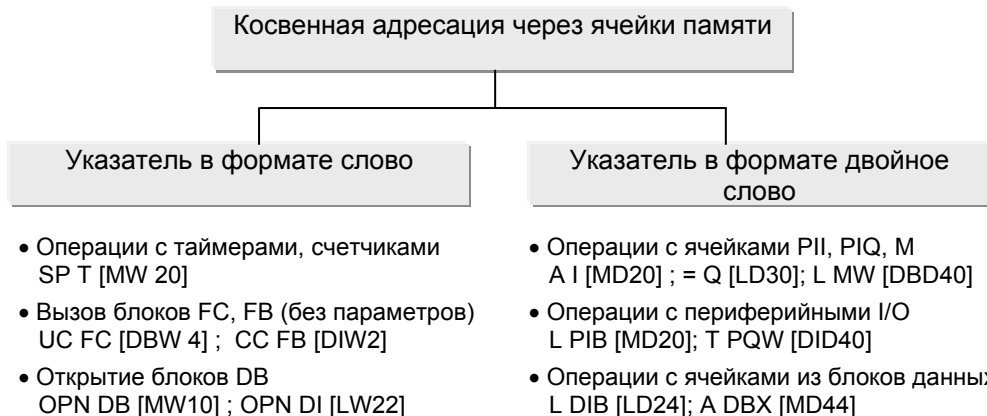 Косвенная адресация через ячейки памяти
Указатель в формате слово
• Операции с таймерами, счетчиками
SP T [MW 20]
• Вызов блоков FC, FB (без параметров)
UC FC [DBW 4] ; CC FB [DIW2]
• Открытие блоков DB
OPN DB [MW10] ; OPN DI [LW22]
Указатель в формате двойное
слово
• Операции с ячейками PII, PIQ, M
A I [MD20] ; = Q [LD30]; L MW [DBD40]
• Операции с периферийными I/O
L PIB [MD20]; T PQW [DID40]
• Операции с ячейками из блоков данных
L DIB [LD24]; A DBX [MD44]